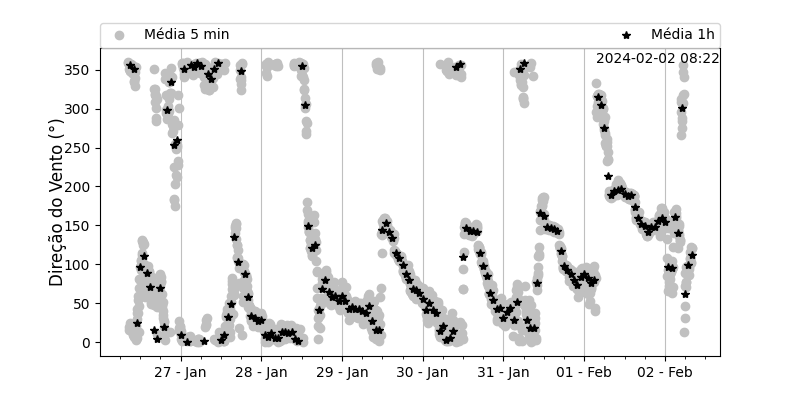 Média 5 min
Média 1h
2024-02-02 08:22
Direção do Vento (°)
350
300
250
200
150
100
50
0
27 - Jan
28 - Jan
29 - Jan
30 - Jan
31 - Jan
01 - Feb
02 - Feb